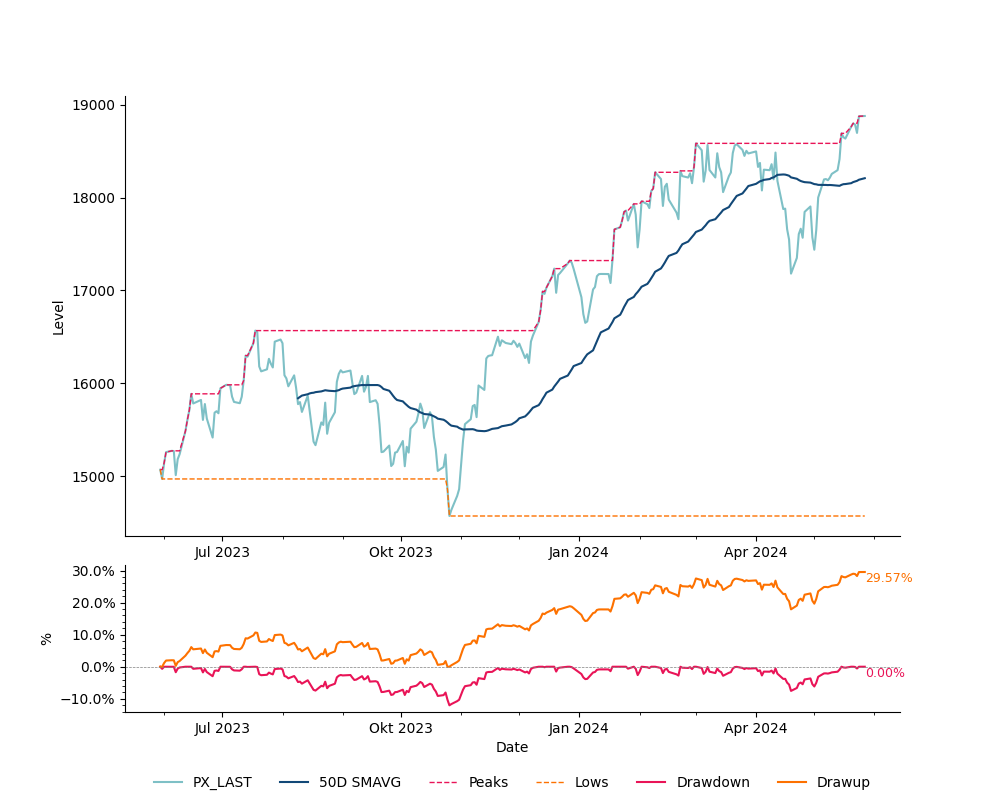 19000
18000
17000
16000
15000
Level
Jul 2023 Okt 2023 Jan 2024 Apr 2024
30.0%
20.0%
10.0%
0.0%
−10.0%
%
29.57%
0.00%
Jul 2023 Okt 2023 Jan 2024 Apr 2024
Date
PX_LAST 50D SMAVG Peaks Lows Drawdown Drawup